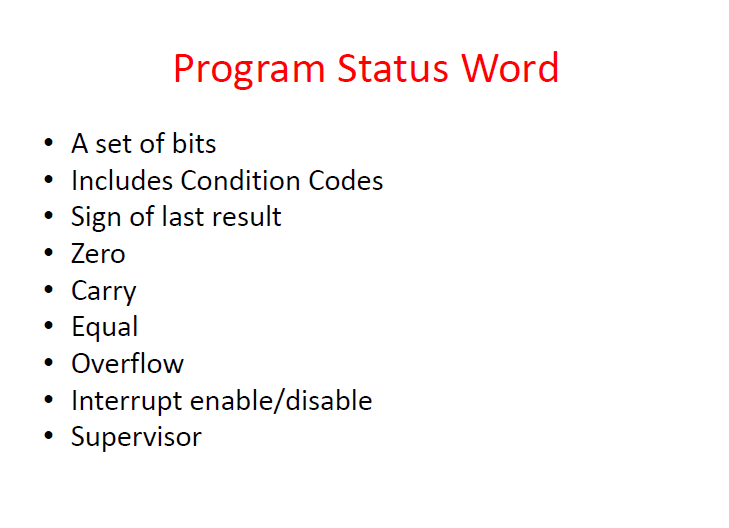 Program Status Word
• A set of bits
• Includes Condition Codes
• Sign of last result
• Zero
• Carry
• Equal
• Overflow
• Interrupt enable/disable
• Supervisor